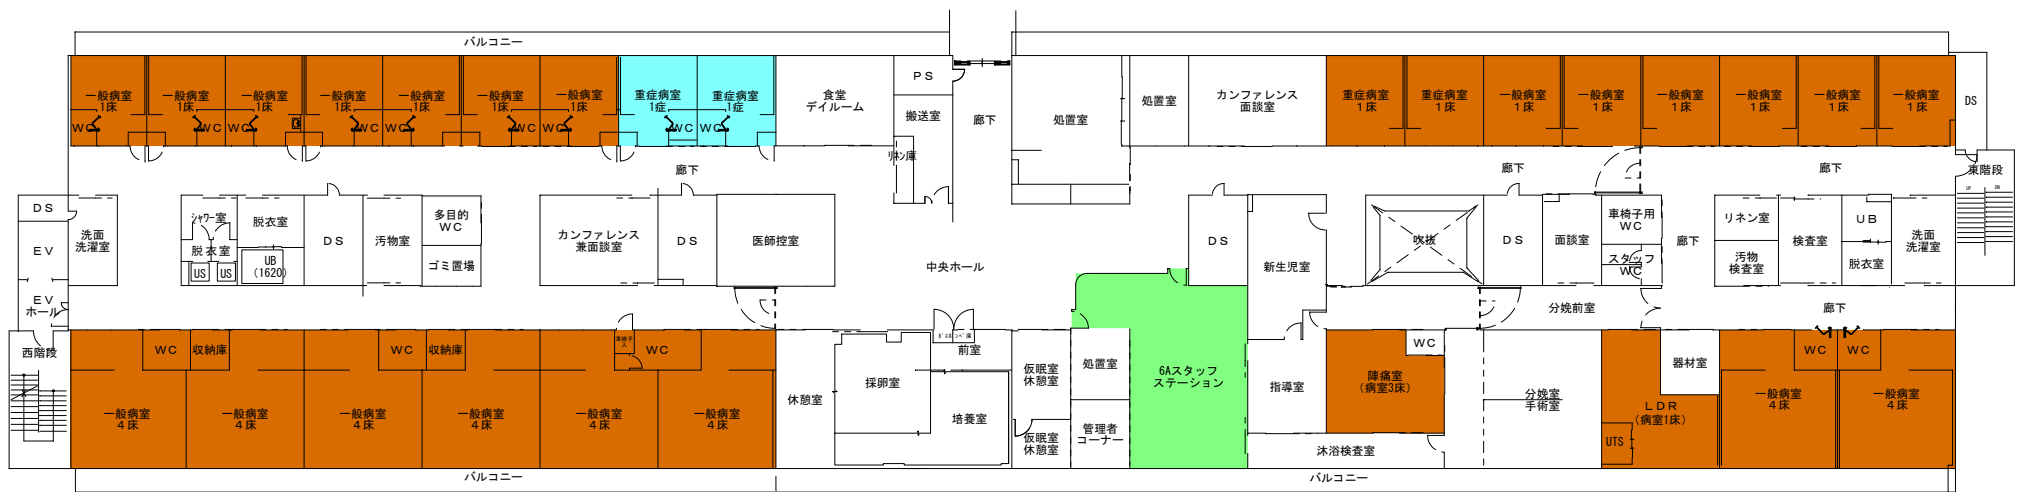 バルコニー
一般病室
1床
WC
一般病室
1床
WC
一般病室
1床
WC
一般病室
1床
WC
一般病室
1床
WC
一般病室
1床
WC
一般病室
1床
WC
重症病室
1症
WC
重症病室
1症
WC
食堂
デイルーム
PS
搬送室
リネン庫
廊下
処置室
処置室
カンファレンス
面談室
重症病室
1床
重症病室
1床
一般病室
1床
一般病室
1床
一般病室
1床
一般病室
1床
一般病室
1床
一般病室
1床
DS
廊下
廊下
廊下
東階段
UP
DN
DS
EV
EV
ホール
洗面
洗濯室
シャワー室
脱衣室
US
US
脱衣室
UB
(1620)
DS
汚物室
多目的
WC
ゴミ置場
カンファレンス
兼面談室
DS
医師控室
中央ホール
DS
新生児室
吹抜
DS
面談室
車椅子用
WC
スタッフ
WC
廊下
リネン室
汚物
検査室
検査室
UB
脱衣室
洗面
洗濯室
分娩前室
廊下
西階段
WC
収納庫
WC
収納庫
車椅子
入
WC
一般病室
4床
一般病室
4床
一般病室
4床
一般病室
4床
一般病室
4床
一般病室
4床
休憩室
採卵室
ガスボンベ庫
前室
培養室
仮眠室
休憩室
仮眠室
休憩室
処置室
管理者
コーナー
6Aスタッフ
ステーション
指導室
WC
陣痛室
(病室3床)
沐浴検査室
分娩室
手術室
器材室
LDR
(病室1床)
UTS
WC
WC
一般病室
4床
一般病室
4床
バルコニー
バルコニー